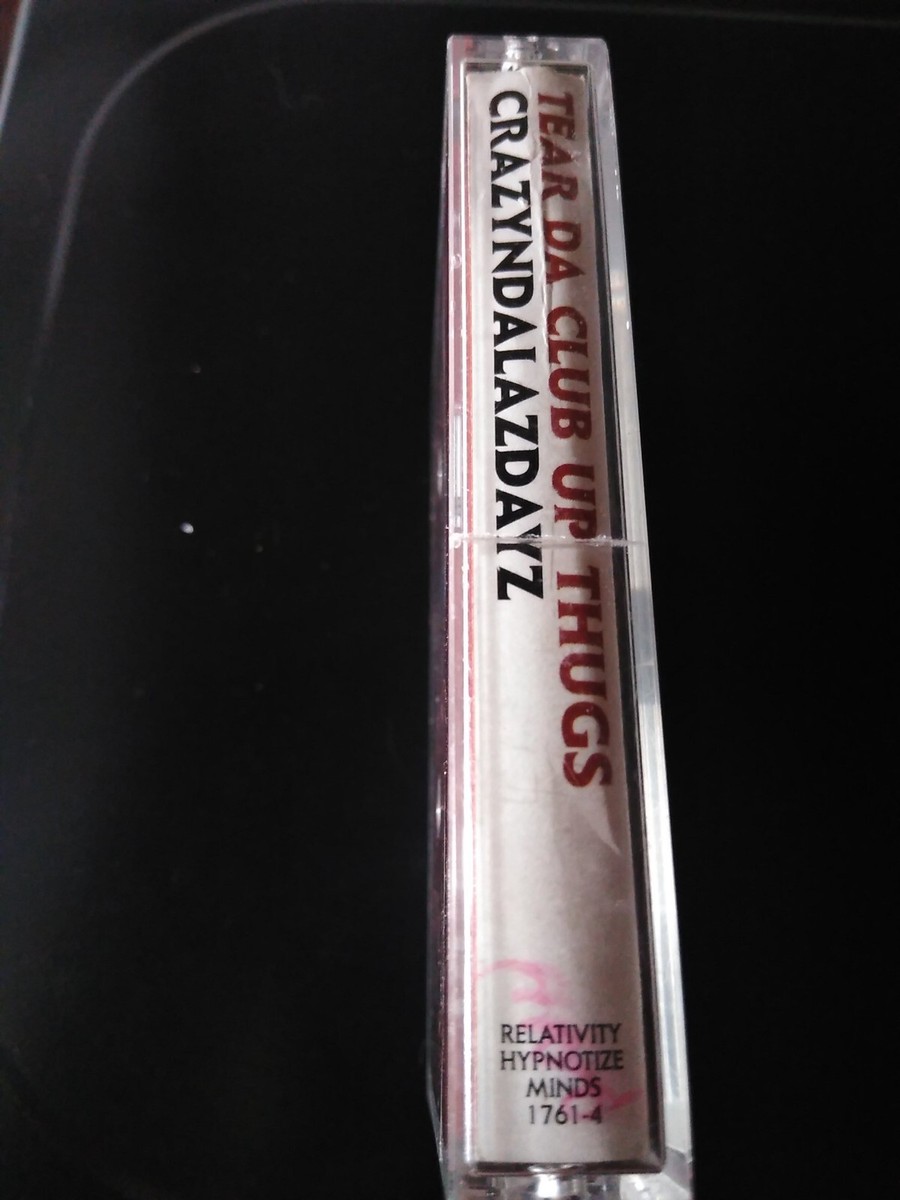 TEAR DA CLUB UP THUGS
CRAZYNDALAZDAYZ
RELATIVITY
HYPNOTIZE
MINDS
1761-4